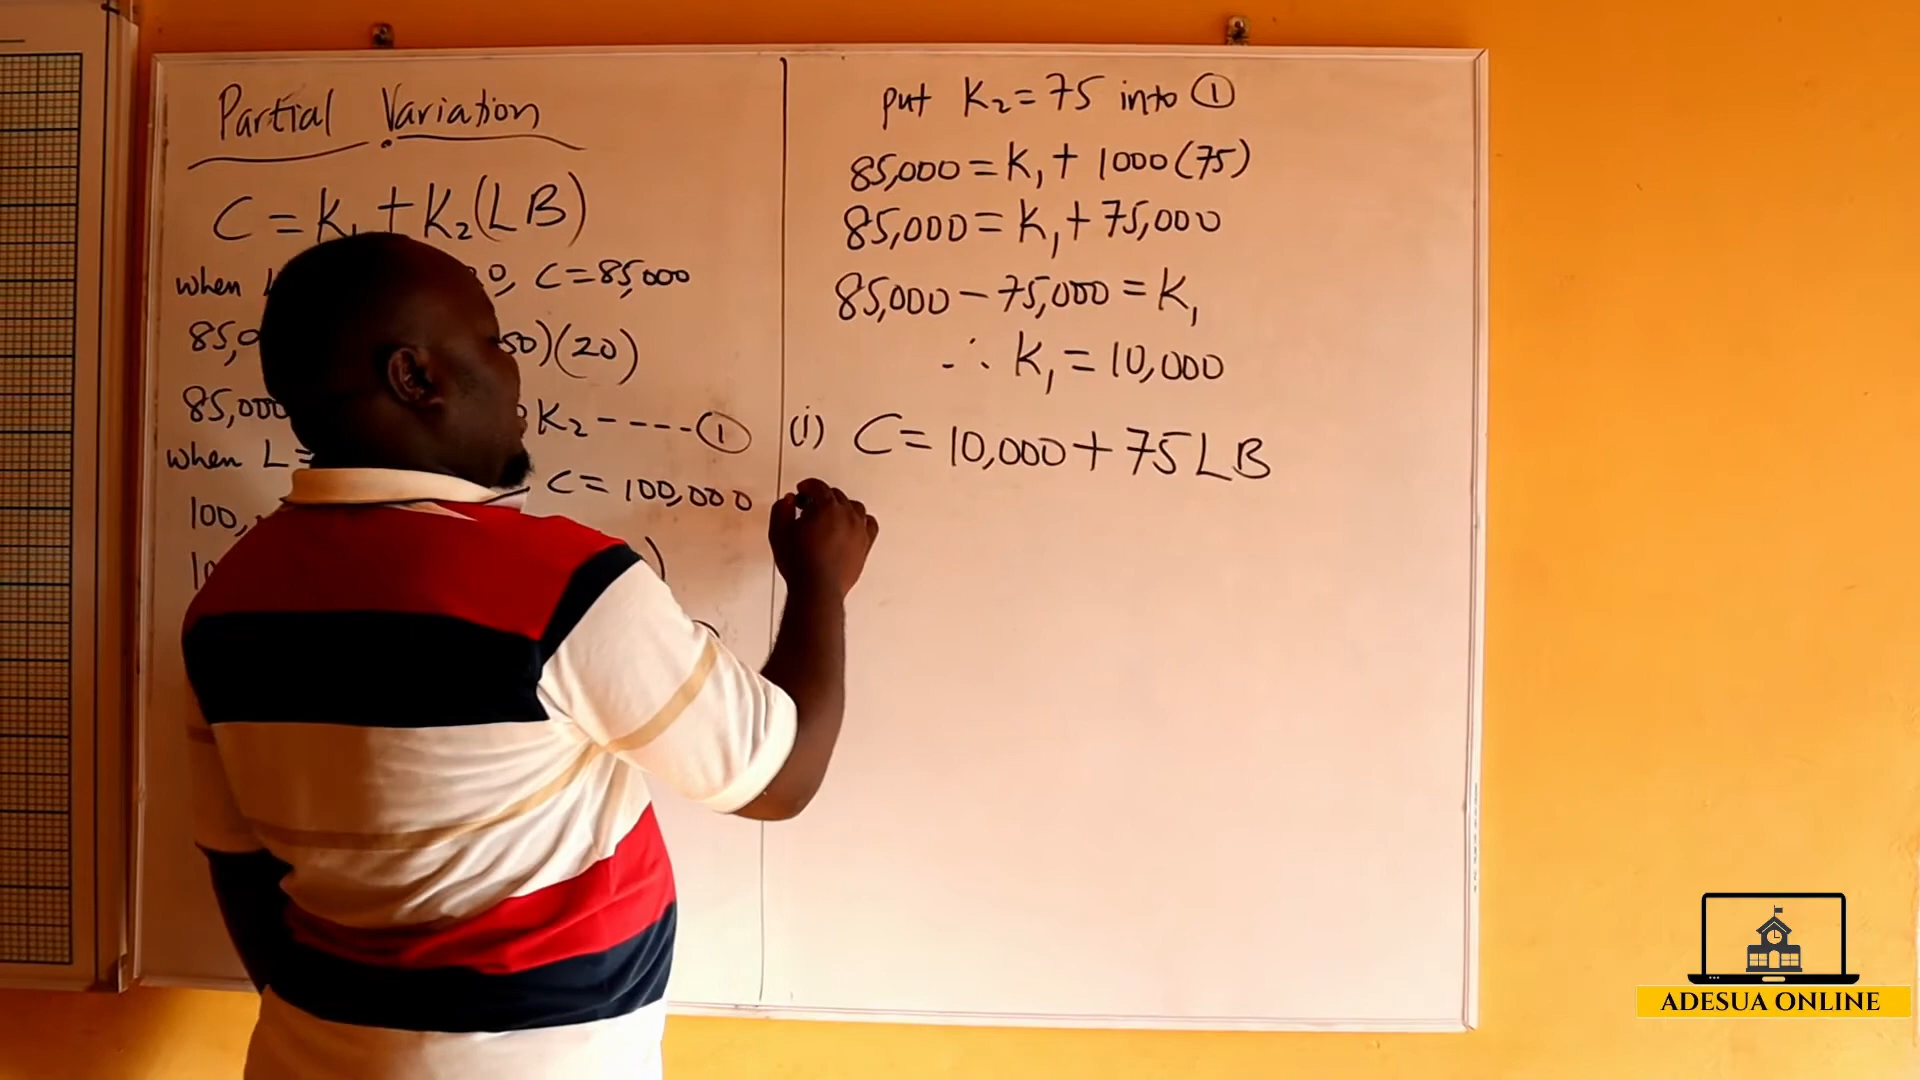 Partial Variation
C = K₁ + K₂(LB)
when L 0, C = 85,000
85,0 50)(20)
85,000 K₂ ---- ①
when L = C = 100,000
100,
10 )
put K₂ = 75 into ①
85,000 = K₁ + 1000(75)
85,000 = K₁ + 75,000
85,000 - 75,000 = K₁
∴ K₁ = 10,000
(i) C = 10,000 + 75LB
ADESUA ONLINE